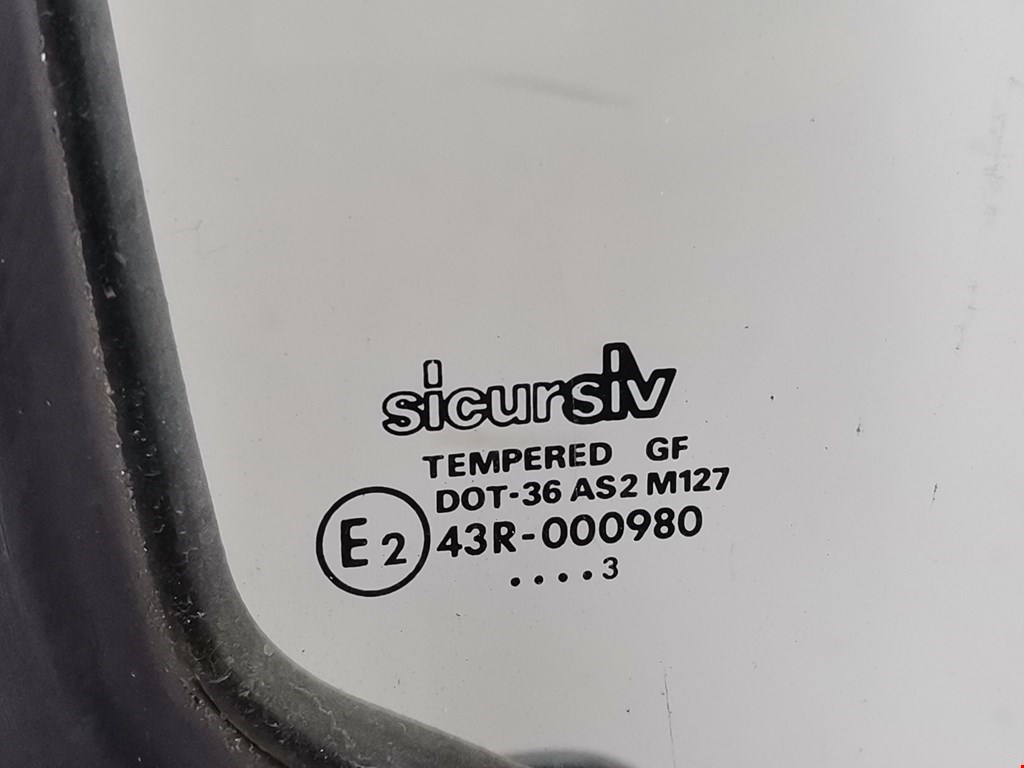 sicursiv
TEMPERED GF
DOT-36 AS2 M127
E2 43R-000980
....3